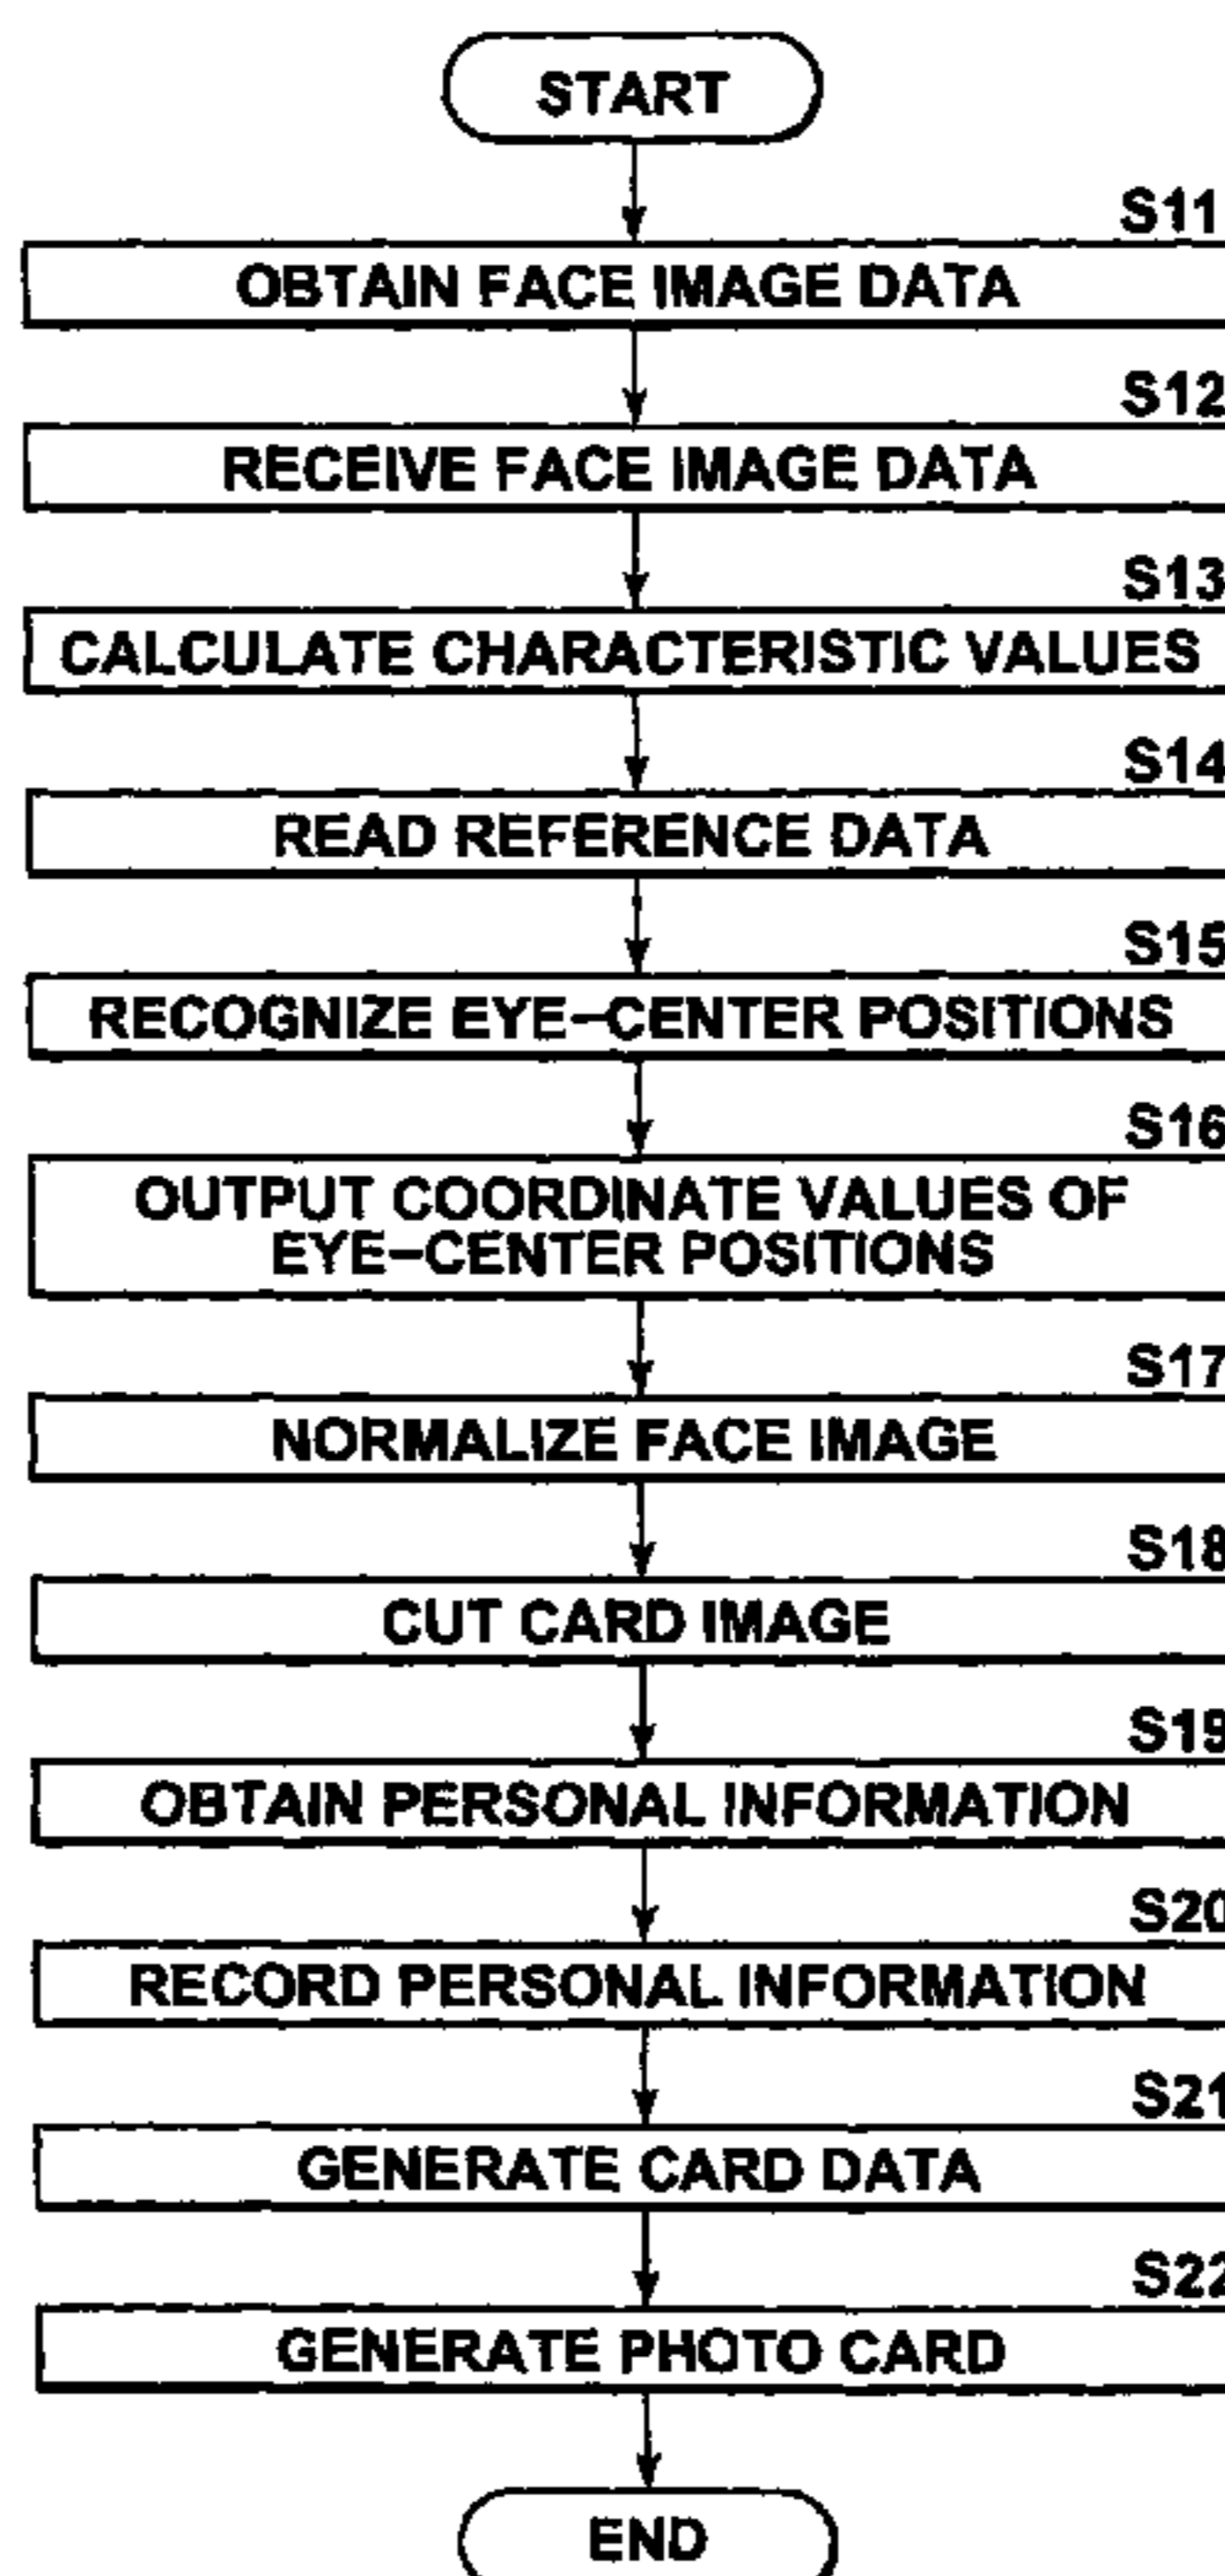 START
S11
OBTAIN FACE IMAGE DATA
S12
RECEIVE FACE IMAGE DATA
S13
CALCULATE CHARACTERISTIC VALUES
S14
READ REFERENCE DATA
S15
RECOGNIZE EYE-CENTER POSITIONS
S16
OUTPUT COORDINATE VALUES OF
EYE-CENTER POSITIONS
S17
NORMALIZE FACE IMAGE
S18
CUT CARD IMAGE
S19
OBTAIN PERSONAL INFORMATION
S20
RECORD PERSONAL INFORMATION
S21
GENERATE CARD DATA
S22
GENERATE PHOTO CARD
END